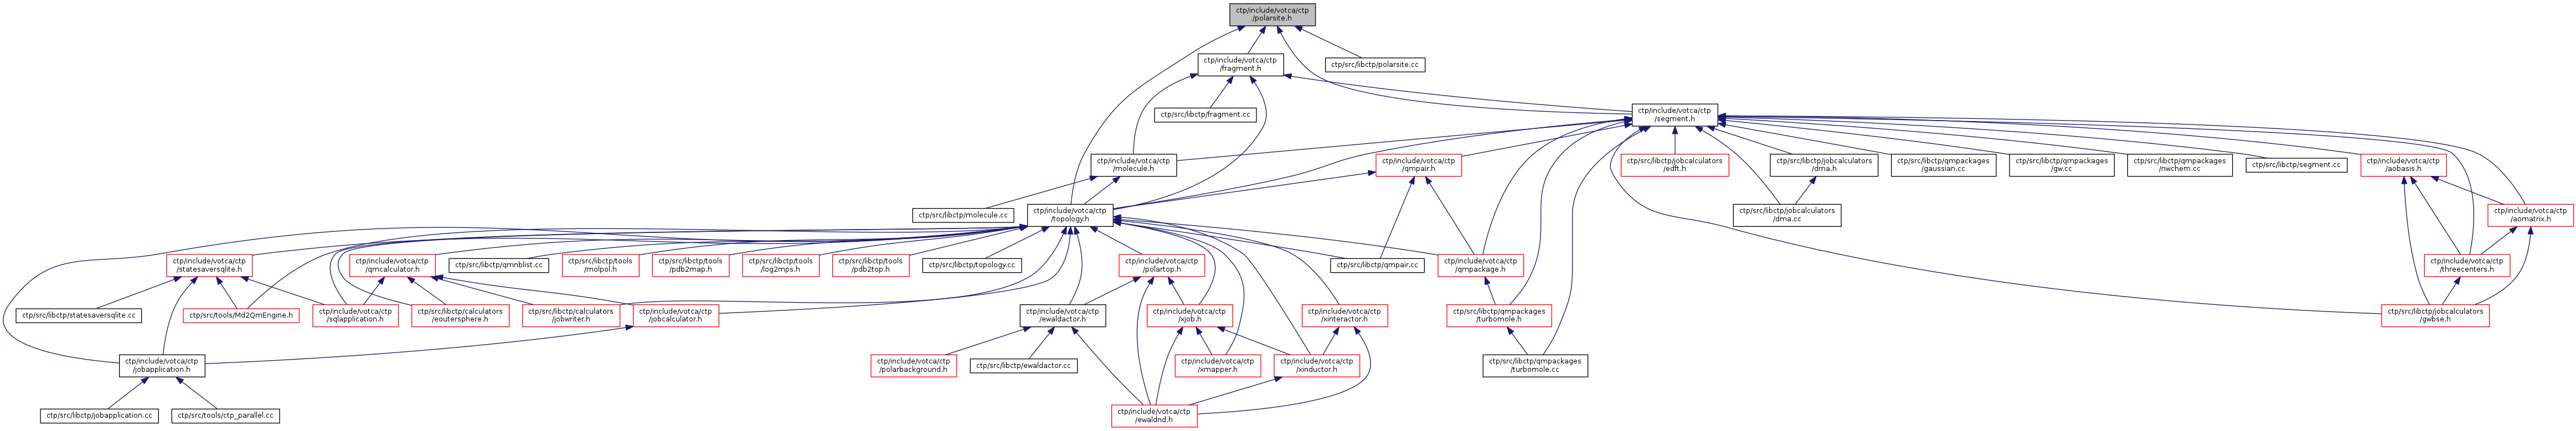 ctp/include/votca/ctp
/polarsite.h
ctp/include/votca/ctp
/fragment.h
ctp/src/libctp/polarsite.cc
ctp/src/libctp/fragment.cc
ctp/include/votca/ctp
/segment.h
ctp/include/votca/ctp
/molecule.h
ctp/include/votca/ctp
/qmpair.h
ctp/src/libctp/jobcalculators
/edft.h
ctp/src/libctp/jobcalculators
/dma.h
ctp/src/libctp/qmpackages
/gaussian.cc
ctp/src/libctp/qmpackages
/gw.cc
ctp/src/libctp/qmpackages
/nwchem.cc
ctp/src/libctp/segment.cc
ctp/include/votca/ctp
/aobasis.h
ctp/src/libctp/molecule.cc
ctp/include/votca/ctp
/topology.h
ctp/src/libctp/jobcalculators
/dma.cc
ctp/include/votca/ctp
/aomatrix.h
ctp/include/votca/ctp
/statesaversqlite.h
ctp/include/votca/ctp
/qmcalculator.h
ctp/src/libctp/qmnblist.cc
ctp/src/libctp/tools
/molpol.h
ctp/src/libctp/tools
/pdb2map.h
ctp/src/libctp/tools
/log2mps.h
ctp/src/libctp/tools
/pdb2top.h
ctp/src/libctp/topology.cc
ctp/include/votca/ctp
/polartop.h
ctp/src/libctp/qmpair.cc
ctp/include/votca/ctp
/qmpackage.h
ctp/include/votca/ctp
/threecenters.h
ctp/src/libctp/statesaversqlite.cc
ctp/src/tools/Md2QmEngine.h
ctp/include/votca/ctp
/sqlapplication.h
ctp/src/libctp/calculators
/eoutersphere.h
ctp/src/libctp/calculators
/jobwriter.h
ctp/include/votca/ctp
/jobcalculator.h
ctp/include/votca/ctp
/ewaldactor.h
ctp/include/votca/ctp
/xjob.h
ctp/include/votca/ctp
/xinteractor.h
ctp/src/libctp/qmpackages
/turbomole.h
ctp/src/libctp/jobcalculators
/gwbse.h
ctp/include/votca/ctp
/jobapplication.h
ctp/include/votca/ctp
/polarbackground.h
ctp/src/libctp/ewaldactor.cc
ctp/include/votca/ctp
/xmapper.h
ctp/include/votca/ctp
/xinductor.h
ctp/src/libctp/qmpackages
/turbomole.cc
ctp/src/libctp/jobapplication.cc
ctp/src/tools/ctp_parallel.cc
ctp/include/votca/ctp
/ewaldnd.h